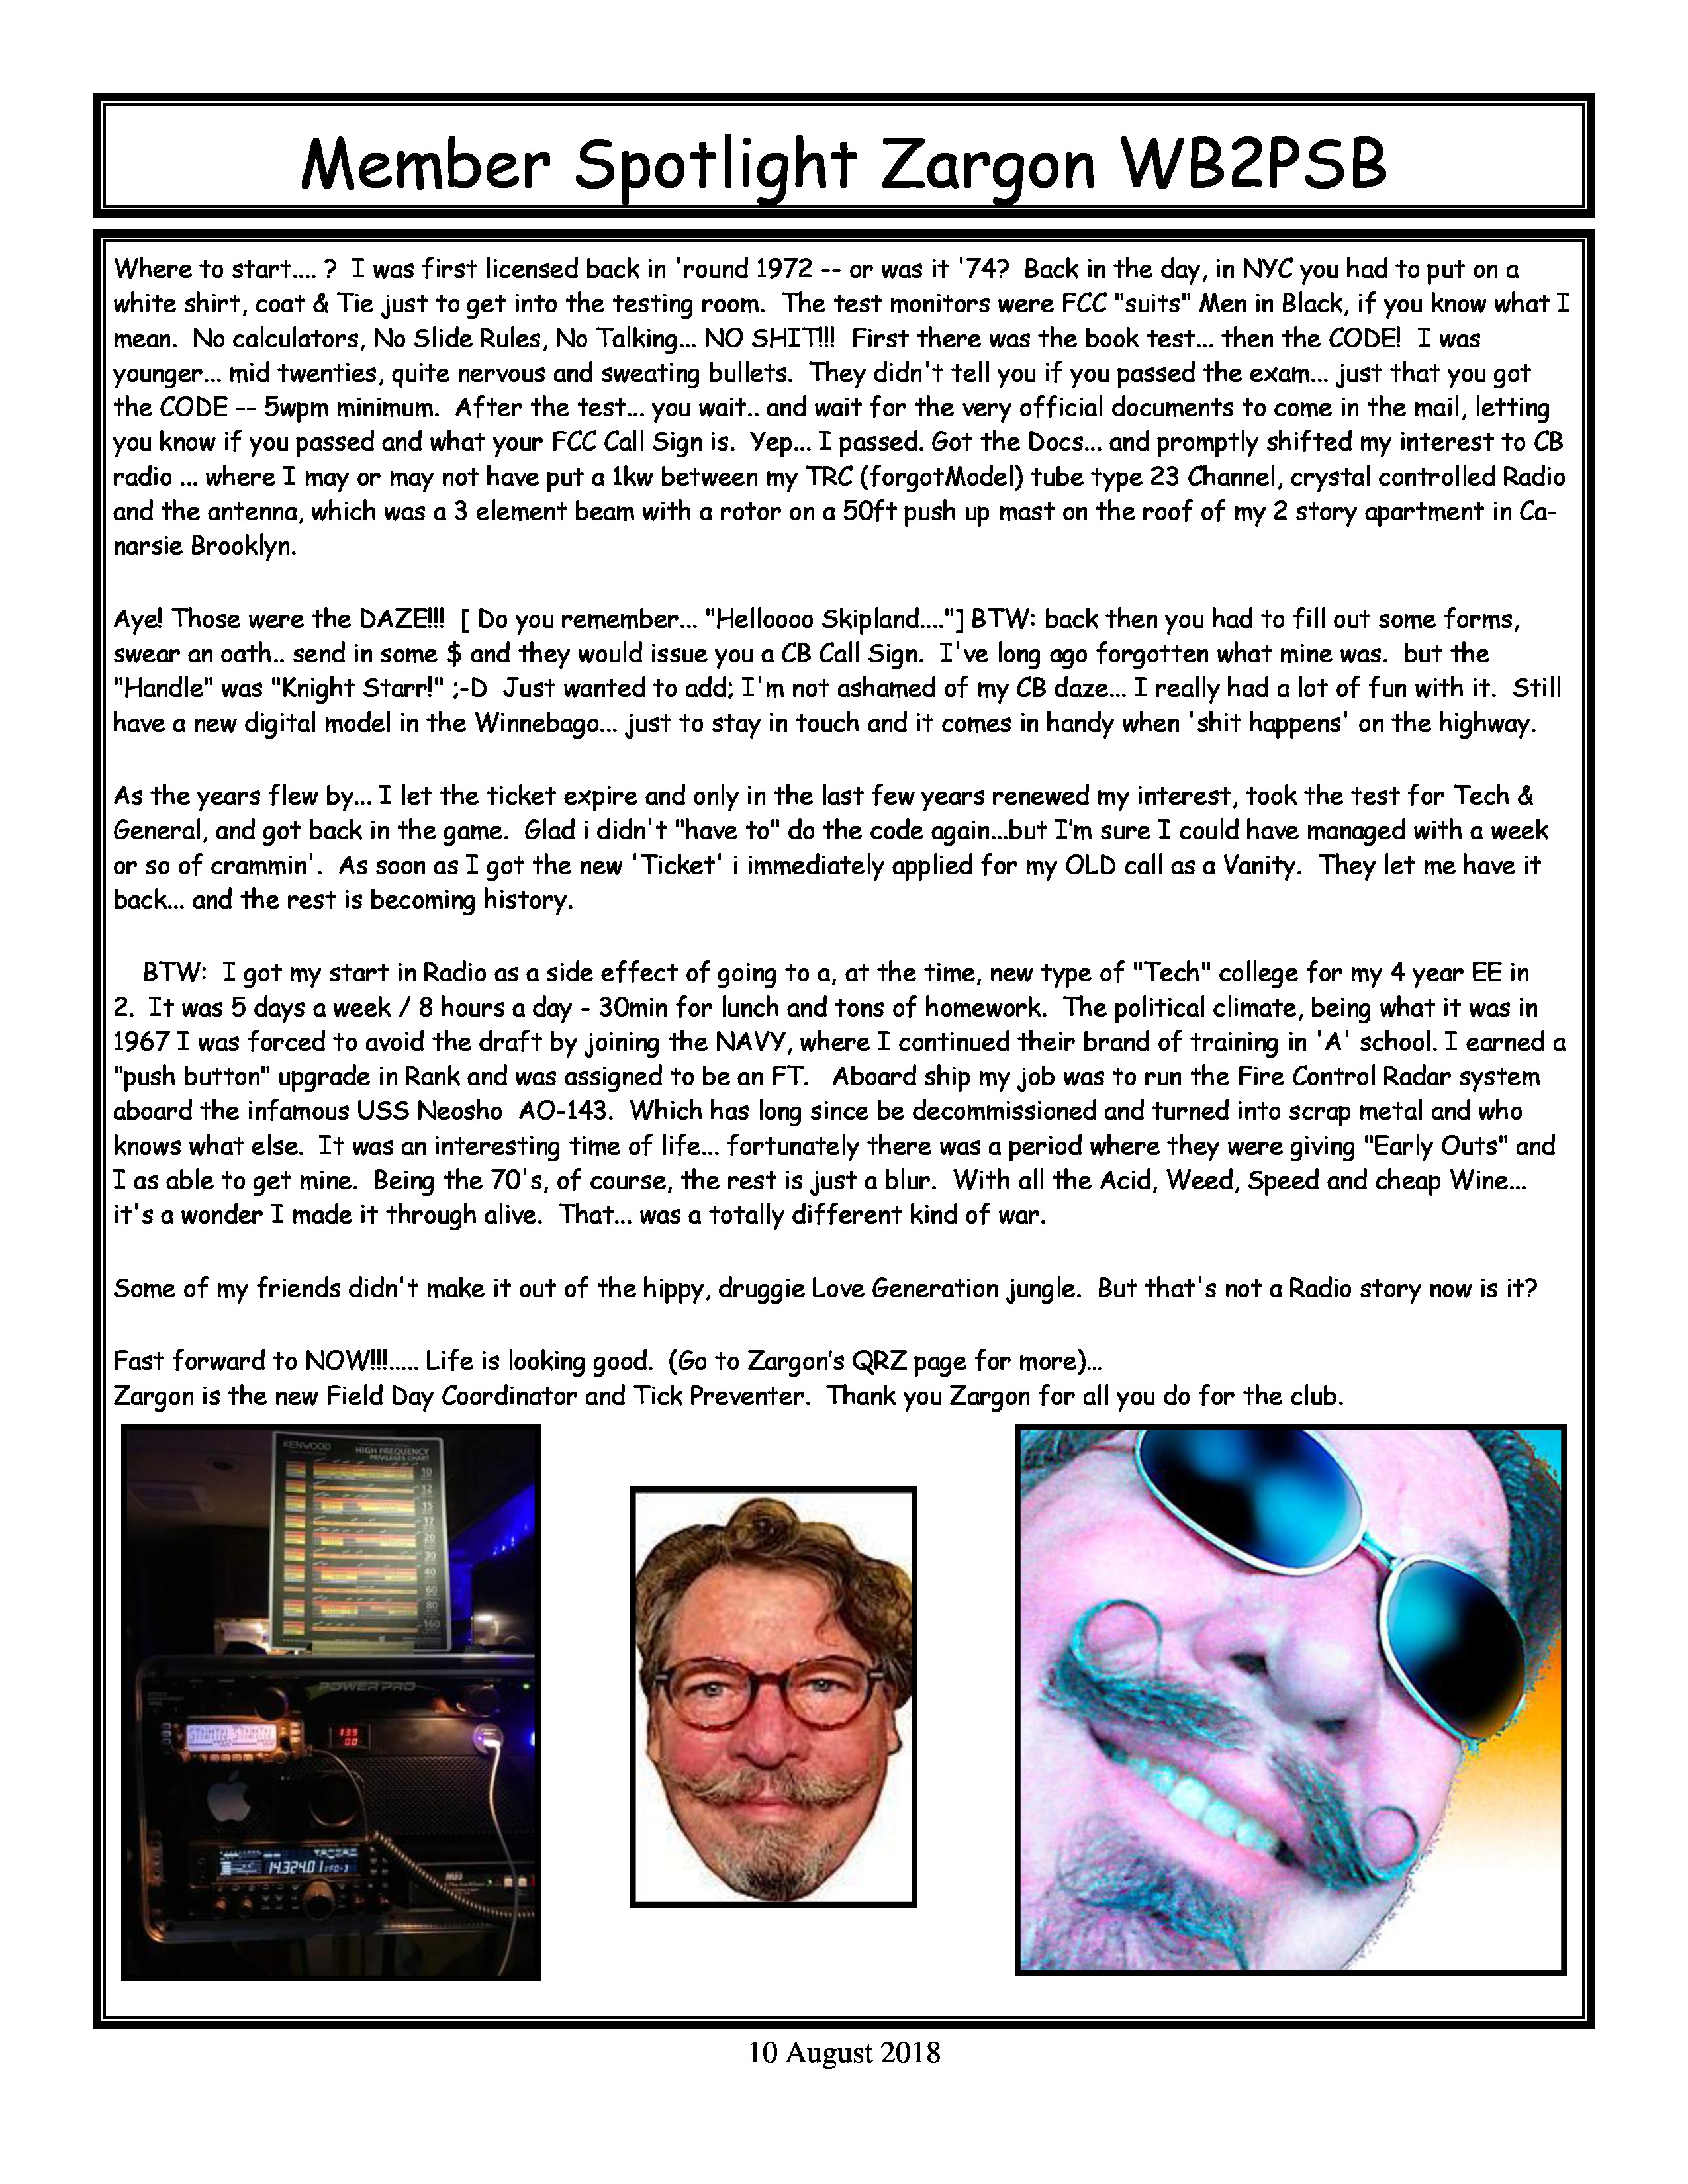 Member Spotlight Zargon WB2PSB
Where to start.... ?  I was first licensed back in 'round 1972 -- or was it '74?  Back in the day, in NYC you had to put on a
white shirt, coat & Tie just to get into the testing room.  The test monitors were FCC "suits" Men in Black, if you know what I
mean.  No calculators, No Slide Rules, No Talking... NO SHIT!!!  First there was the book test... then the CODE!  I was
younger... mid twenties, quite nervous and sweating bullets.  They didn't tell you if you passed the exam... just that you got
the CODE -- 5wpm minimum.  After the test... you wait.. and wait for the very official documents to come in the mail, letting
you know if you passed and what your FCC Call Sign is.  Yep... I passed. Got the Docs... and promptly shifted my interest to CB
radio ... where I may or may not have put a 1kw between my TRC (forgotModel) tube type 23 Channel, crystal controlled Radio
and the antenna, which was a 3 element beam with a rotor on a 50ft push up mast on the roof of my 2 story apartment in Ca-
narsie Brooklyn.
Aye! Those were the DAZE!!!  [ Do you remember... "Helloooo Skipland...."] BTW: back then you had to fill out some forms,
swear an oath.. send in some $ and they would issue you a CB Call Sign.  I've long ago forgotten what mine was.  but the
"Handle" was "Knight Starr!" ;-D  Just wanted to add; I'm not ashamed of my CB daze... I really had a lot of fun with it.  Still
have a new digital model in the Winnebago... just to stay in touch and it comes in handy when 'shit happens' on the highway.
As the years flew by... I let the ticket expire and only in the last few years renewed my interest, took the test for Tech &
General, and got back in the game.  Glad i didn't "have to" do the code again...but I'm sure I could have managed with a week
or so of crammin'.  As soon as I got the new 'Ticket' i immediately applied for my OLD call as a Vanity.  They let me have it
back... and the rest is becoming history.
BTW:  I got my start in Radio as a side effect of going to a, at the time, new type of "Tech" college for my 4 year EE in
2.  It was 5 days a week / 8 hours a day - 30min for lunch and tons of homework.  The political climate, being what it was in
1967 I was forced to avoid the draft by joining the NAVY, where I continued their brand of training in 'A' school. I earned a
"push button" upgrade in Rank and was assigned to be an FT.   Aboard ship my job was to run the Fire Control Radar system
aboard the infamous USS Neosho  AO-143.  Which has long since be decommissioned and turned into scrap metal and who
knows what else.  It was an interesting time of life... fortunately there was a period where they were giving "Early Outs" and
I as able to get mine.  Being the 70's, of course, the rest is just a blur.  With all the Acid, Weed, Speed and cheap Wine...
it's a wonder I made it through alive.  That... was a totally different kind of war.
Some of my friends didn't make it out of the hippy, druggie Love Generation jungle.  But that's not a Radio story now is it?
Fast forward to NOW!!!..... Life is looking good.  (Go to Zargon's QRZ page for more)...
Zargon is the new Field Day Coordinator and Tick Preventer.  Thank you Zargon for all you do for the club.
KENWOOD
HIGH FREQUENCY
PRIVILEGES CHART
10
12
15
17
20
30
40
60
80
160
POWER PRO
13.9
00
14.324.01
10 August 2018